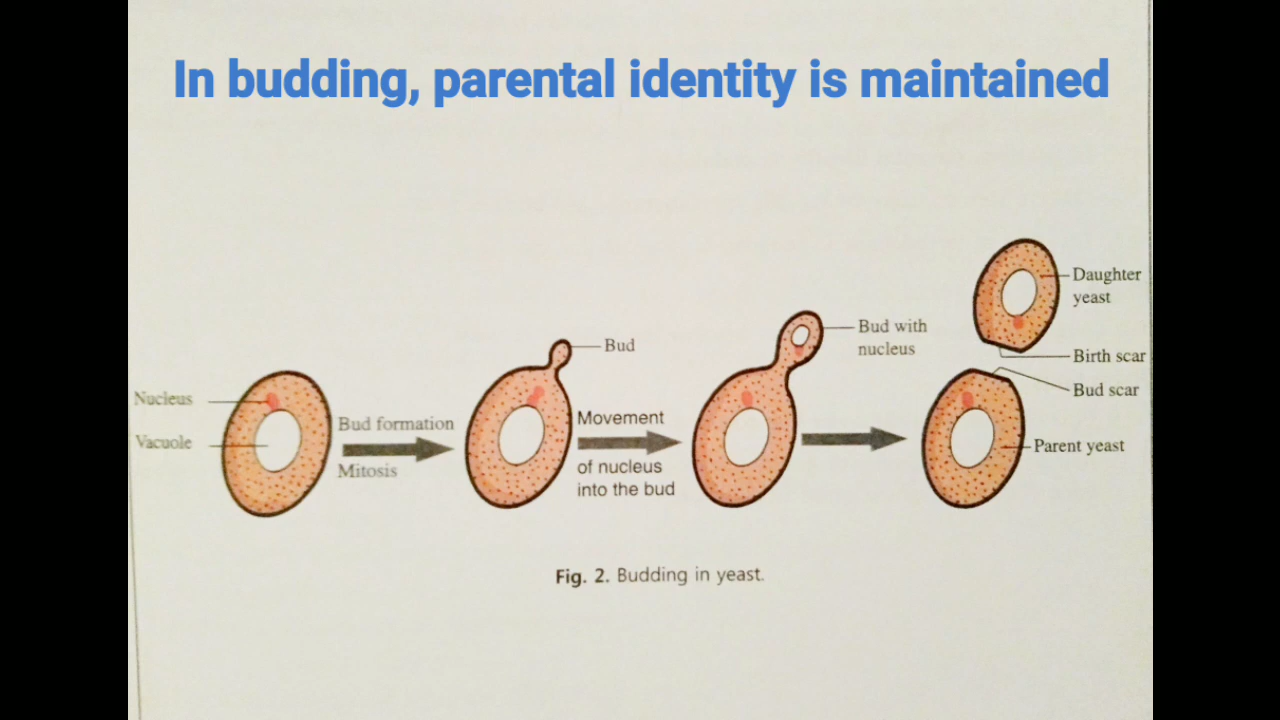 In budding, parental identity is maintained
Nucleus
Vacuole
Bud formation
Mitosis
Bud
Movement
of nucleus
into the bud
Bud with
nucleus
Daughter
yeast
Birth scar
Bud scar
Parent yeast
Fig. 2. Budding in yeast.